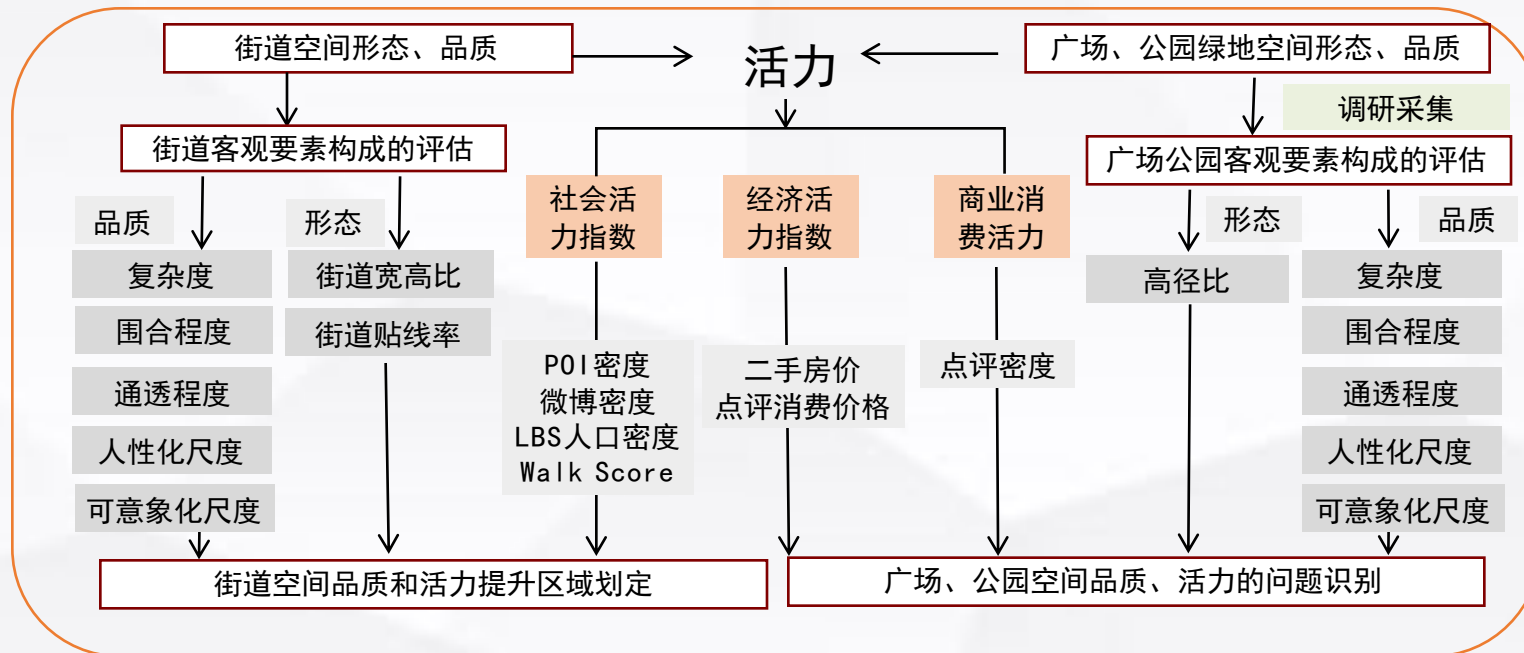 街道空间形态、品质
活力
广场、公园绿地空间形态、品质
调研采集
街道客观要素构成的评估
广场公园客观要素构成的评估
品质
形态
社会活
力指数
经济活
力指数
商业消
费活力
形态
品质
复杂度
围合程度
通透程度
人性化尺度
可意象化尺度
街道宽高比
街道贴线率
POI密度
微博密度
LBS人口密度
Walk Score
二手房价
点评消费价格
点评密度
高径比
复杂度
围合程度
通透程度
人性化尺度
可意象化尺度
街道空间品质和活力提升区域划定
广场、公园空间品质、活力的问题识别